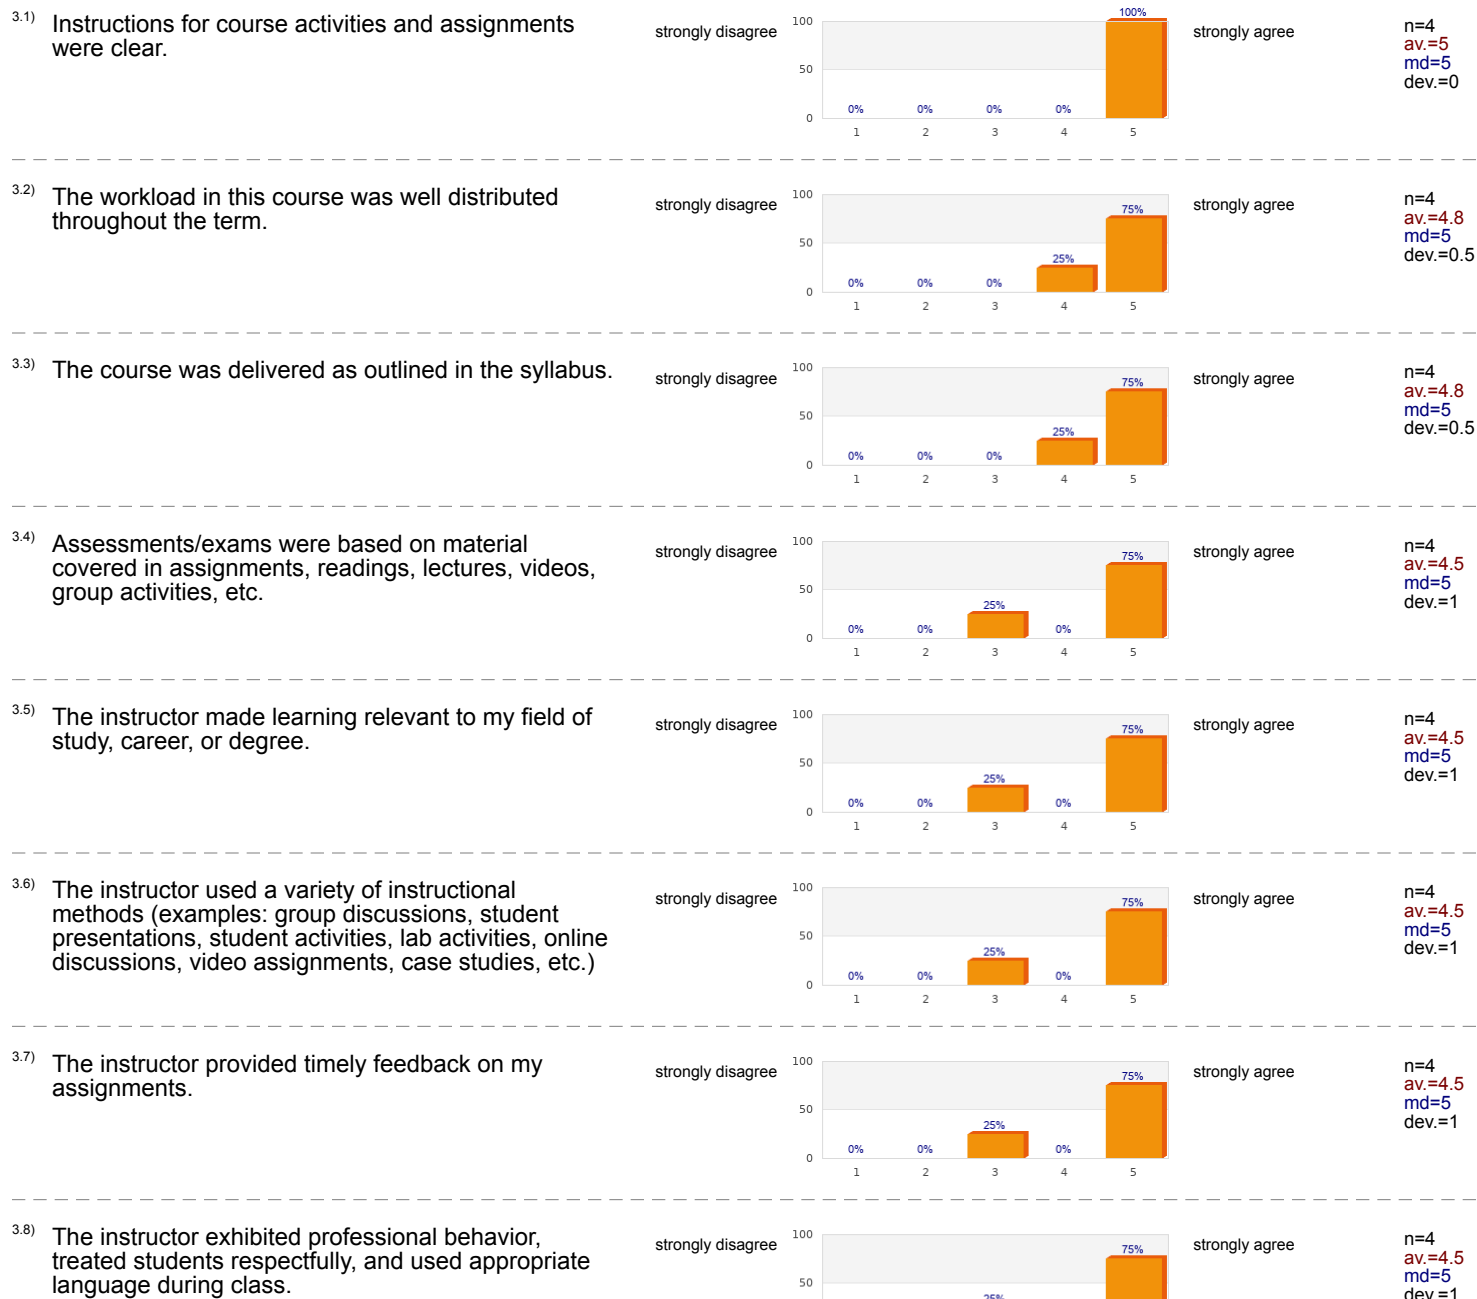 3.1) Instructions for course activities and assignments
were clear.
strongly disagree
100
50
0
0%
0%
0%
0%
100%
1
2
3
4
5
strongly agree
n=4
av.=5
md=5
dev.=0
3.2) The workload in this course was well distributed
throughout the term.
strongly disagree
100
50
0
0%
0%
0%
25%
75%
1
2
3
4
5
strongly agree
n=4
av.=4.8
md=5
dev.=0.5
3.3) The course was delivered as outlined in the syllabus.
strongly disagree
100
50
0
0%
0%
0%
25%
75%
1
2
3
4
5
strongly agree
n=4
av.=4.8
md=5
dev.=0.5
3.4) Assessments/exams were based on material
covered in assignments, readings, lectures, videos,
group activities, etc.
strongly disagree
100
50
0
0%
0%
25%
0%
75%
1
2
3
4
5
strongly agree
n=4
av.=4.5
md=5
dev.=1
3.5) The instructor made learning relevant to my field of
study, career, or degree.
strongly disagree
100
50
0
0%
0%
25%
0%
75%
1
2
3
4
5
strongly agree
n=4
av.=4.5
md=5
dev.=1
3.6) The instructor used a variety of instructional
methods (examples: group discussions, student
presentations, student activities, lab activities, online
discussions, video assignments, case studies, etc.)
strongly disagree
100
50
0
0%
0%
25%
0%
75%
1
2
3
4
5
strongly agree
n=4
av.=4.5
md=5
dev.=1
3.7) The instructor provided timely feedback on my
assignments.
strongly disagree
100
50
0
0%
0%
25%
0%
75%
1
2
3
4
5
strongly agree
n=4
av.=4.5
md=5
dev.=1
3.8) The instructor exhibited professional behavior,
treated students respectfully, and used appropriate
language during class.
strongly disagree
100
50
25%
75%
strongly agree
n=4
av.=4.5
md=5
dev.=1